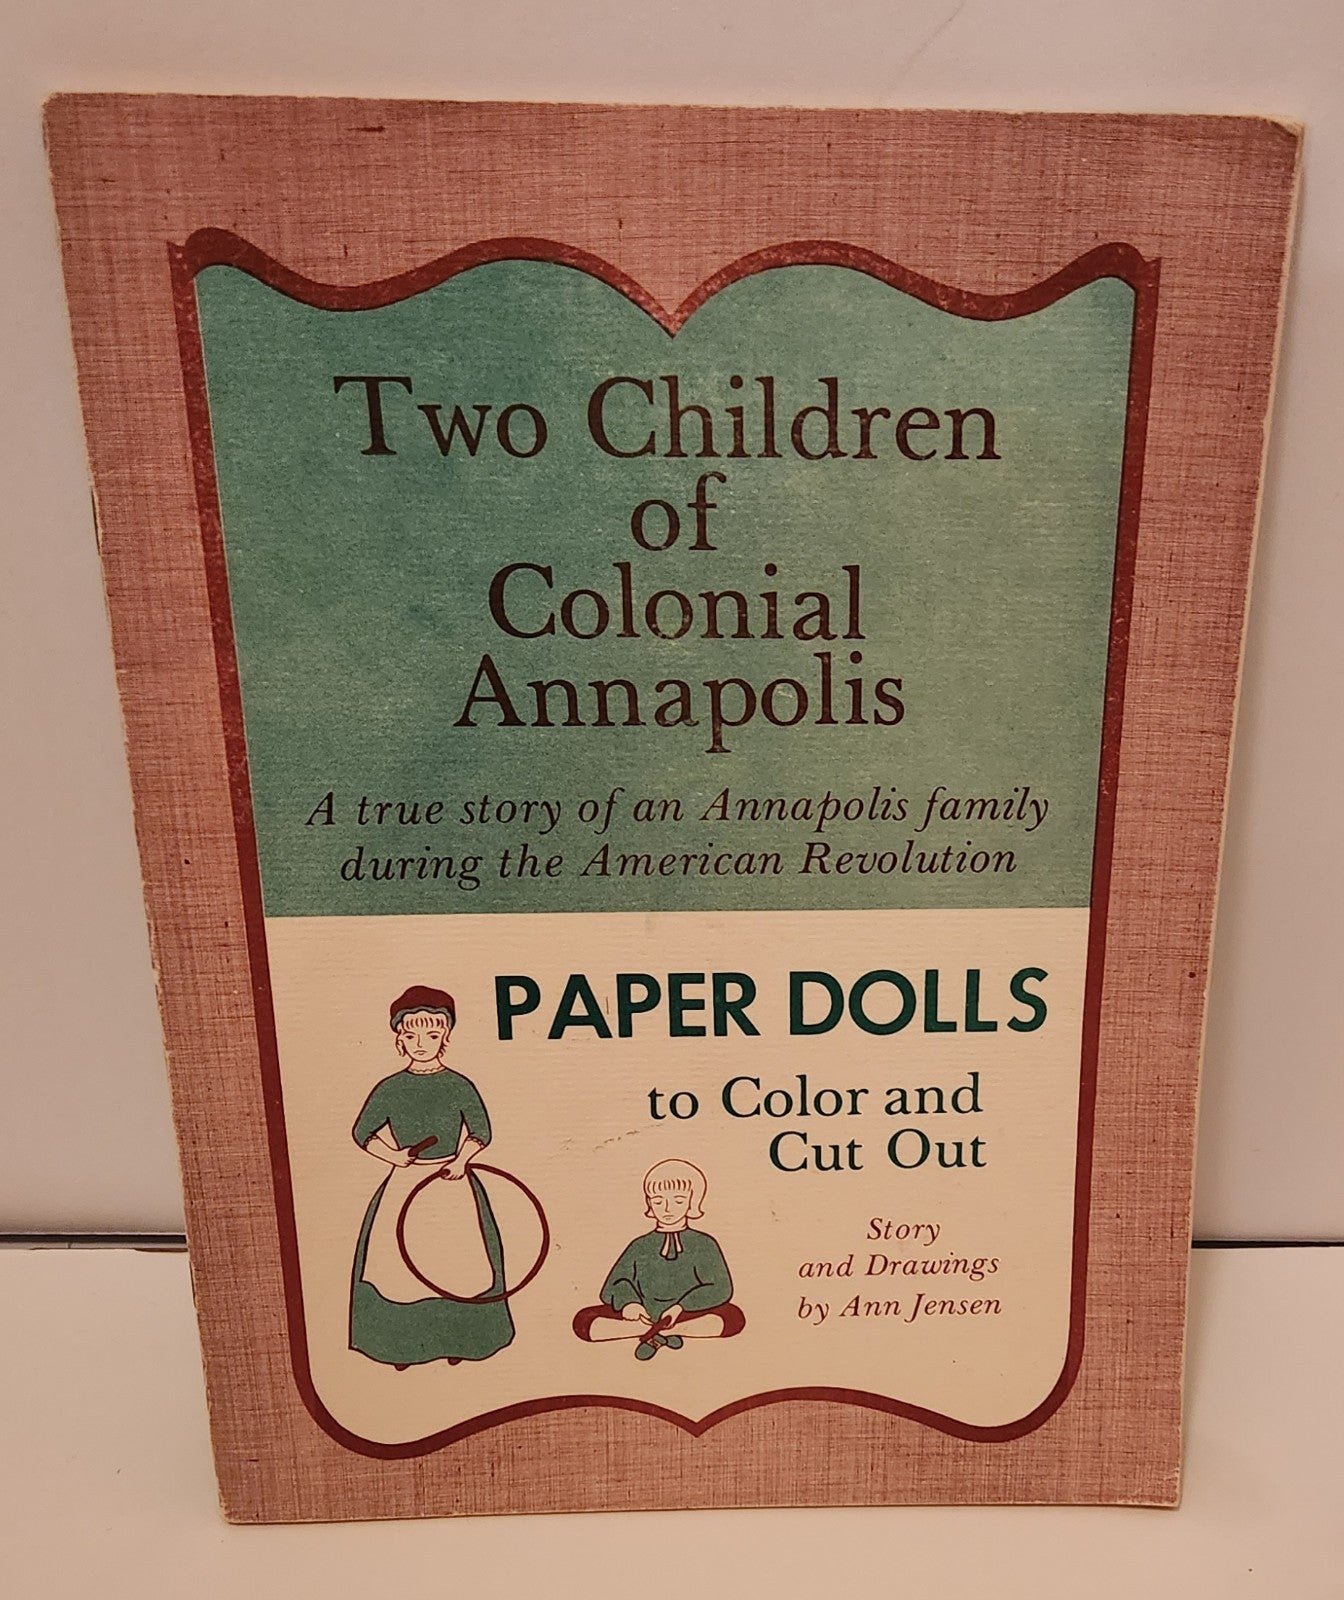 Two Children
of
Colonial
Annapolis
A true story of an Annapolis family
during the American Revolution
PAPER DOLLS
to Color and
Cut Out
Story
and Drawings
by Ann Jensen